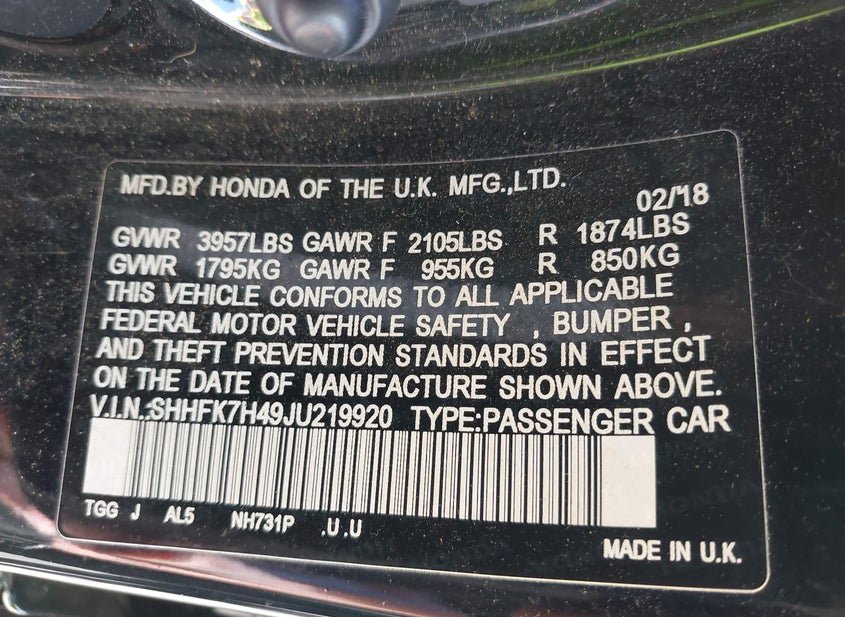 MFD.BY HONDA OF THE U.K. MFG.,LTD.
02/18
GVWR 3957LBS GAWR F 2105LBS R 1874LBS
GVWR 1795KG GAWR F 955KG R 850KG
THIS VEHICLE CONFORMS TO ALL APPLICABLE
FEDERAL MOTOR VEHICLE SAFETY , BUMPER ,
AND THEFT PREVENTION STANDARDS IN EFFECT
ON THE DATE OF MANUFACTURE SHOWN ABOVE.
V.I.N.:SHHFK7H49JU219920 TYPE:PASSENGER CAR
TGG J AL5 NH731P .U.U
MADE IN U.K.